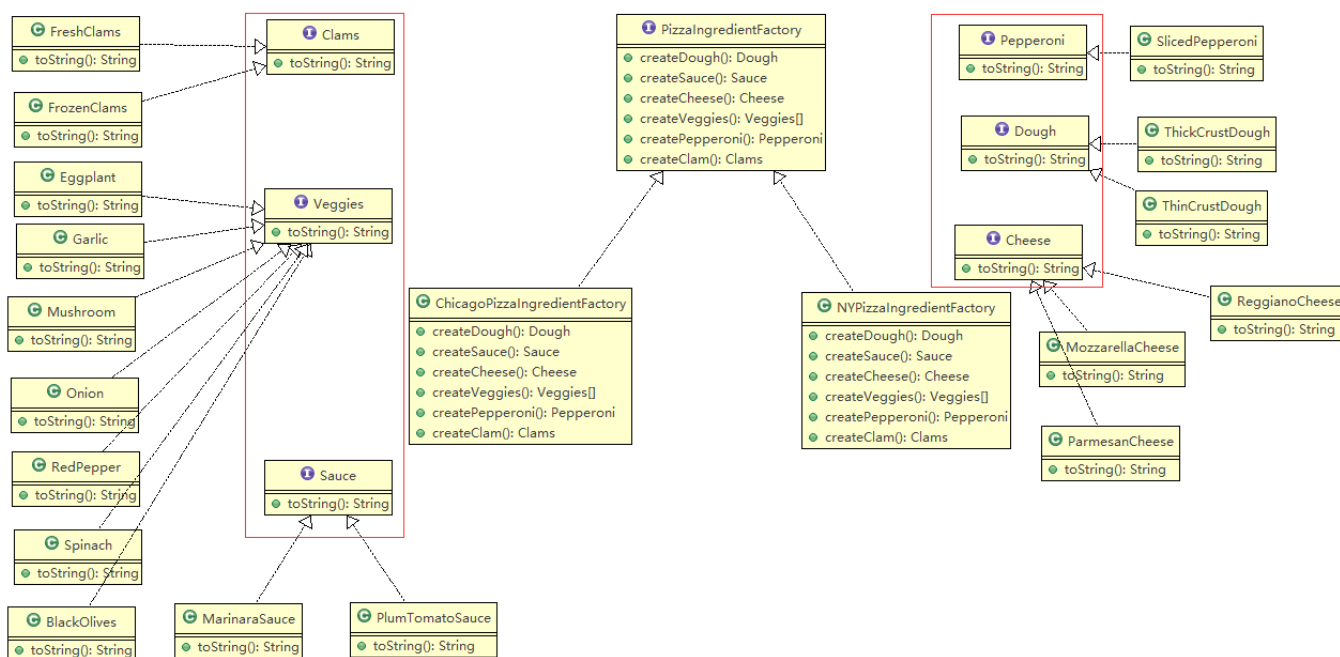 FreshClams
toString(): String
Clams
toString(): String
FrozenClams
toString(): String
Eggplant
toString(): String
Veggies
toString(): String
Garlic
toString(): String
Mushroom
toString(): String
Onion
toString(): String
RedPepper
toString(): String
Sauce
toString(): String
Spinach
toString(): String
BlackOlives
toString(): String
MarinaraSauce
toString(): String
PlumTomatoSauce
toString(): String
PizzaIngredientFactory
createDough(): Dough
createSauce(): Sauce
createCheese(): Cheese
createVeggies(): Veggies[]
createPepperoni(): Pepperoni
createClam(): Clams
ChicagoPizzaIngredientFactory
createDough(): Dough
createSauce(): Sauce
createCheese(): Cheese
createVeggies(): Veggies[]
createPepperoni(): Pepperoni
createClam(): Clams
NYPizzaIngredientFactory
createDough(): Dough
createSauce(): Sauce
createCheese(): Cheese
createVeggies(): Veggies[]
createPepperoni(): Pepperoni
createClam(): Clams
Pepperoni
toString(): String
SlicedPepperoni
toString(): String
Dough
toString(): String
ThickCrustDough
toString(): String
ThinCrustDough
toString(): String
Cheese
toString(): String
ReggianoCheese
toString(): String
MozzarellaCheese
toString(): String
ParmesanCheese
toString(): String